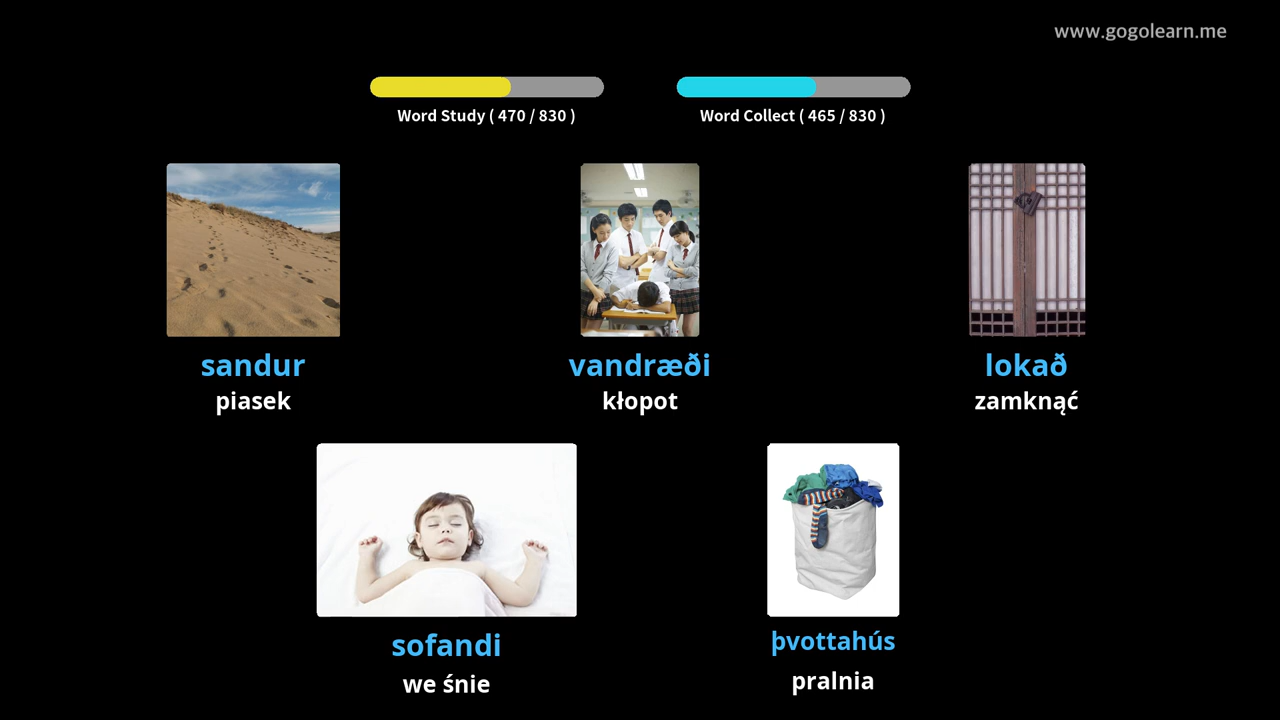 www.gogolearn.me
Word Study ( 470 / 830 )
Word Collect ( 465 / 830 )
sandur
piasek
vandræði
kłopot
lokað
zamknąć
sofandi
we śnie
þvottahús
pralnia